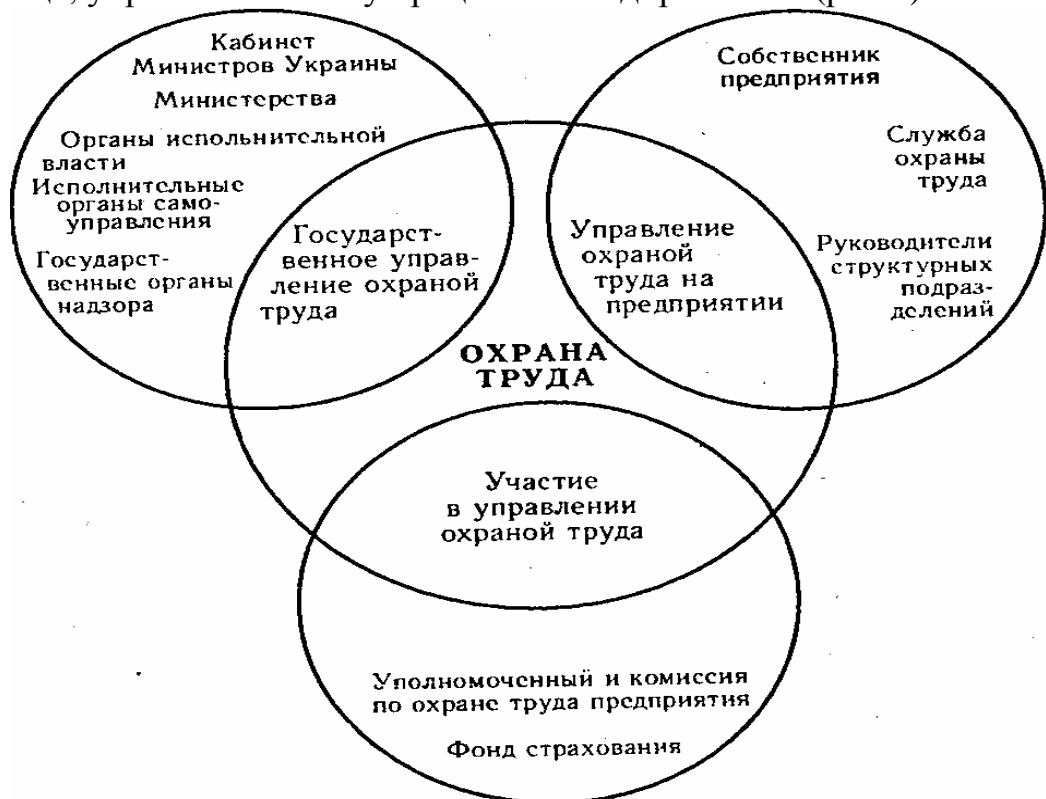 Кабинет
Министров Украины
Министерства
Органы испольнительной
власти
Исполнительные
органы само-
управления
Государст-
венные органы
надзора
Государст-
венное управ-
ление охраной
труда
Собственник
предприятия
Служба
охраны
труда
Руководители
структурных
подраз-
делений
Управление
охраной
труда на
предприятии
ОХРАНА
ТРУДА
Участие
в управлении
охраной труда
Уполномоченный и комиссия
по охране труда предприятия
Фонд страхования